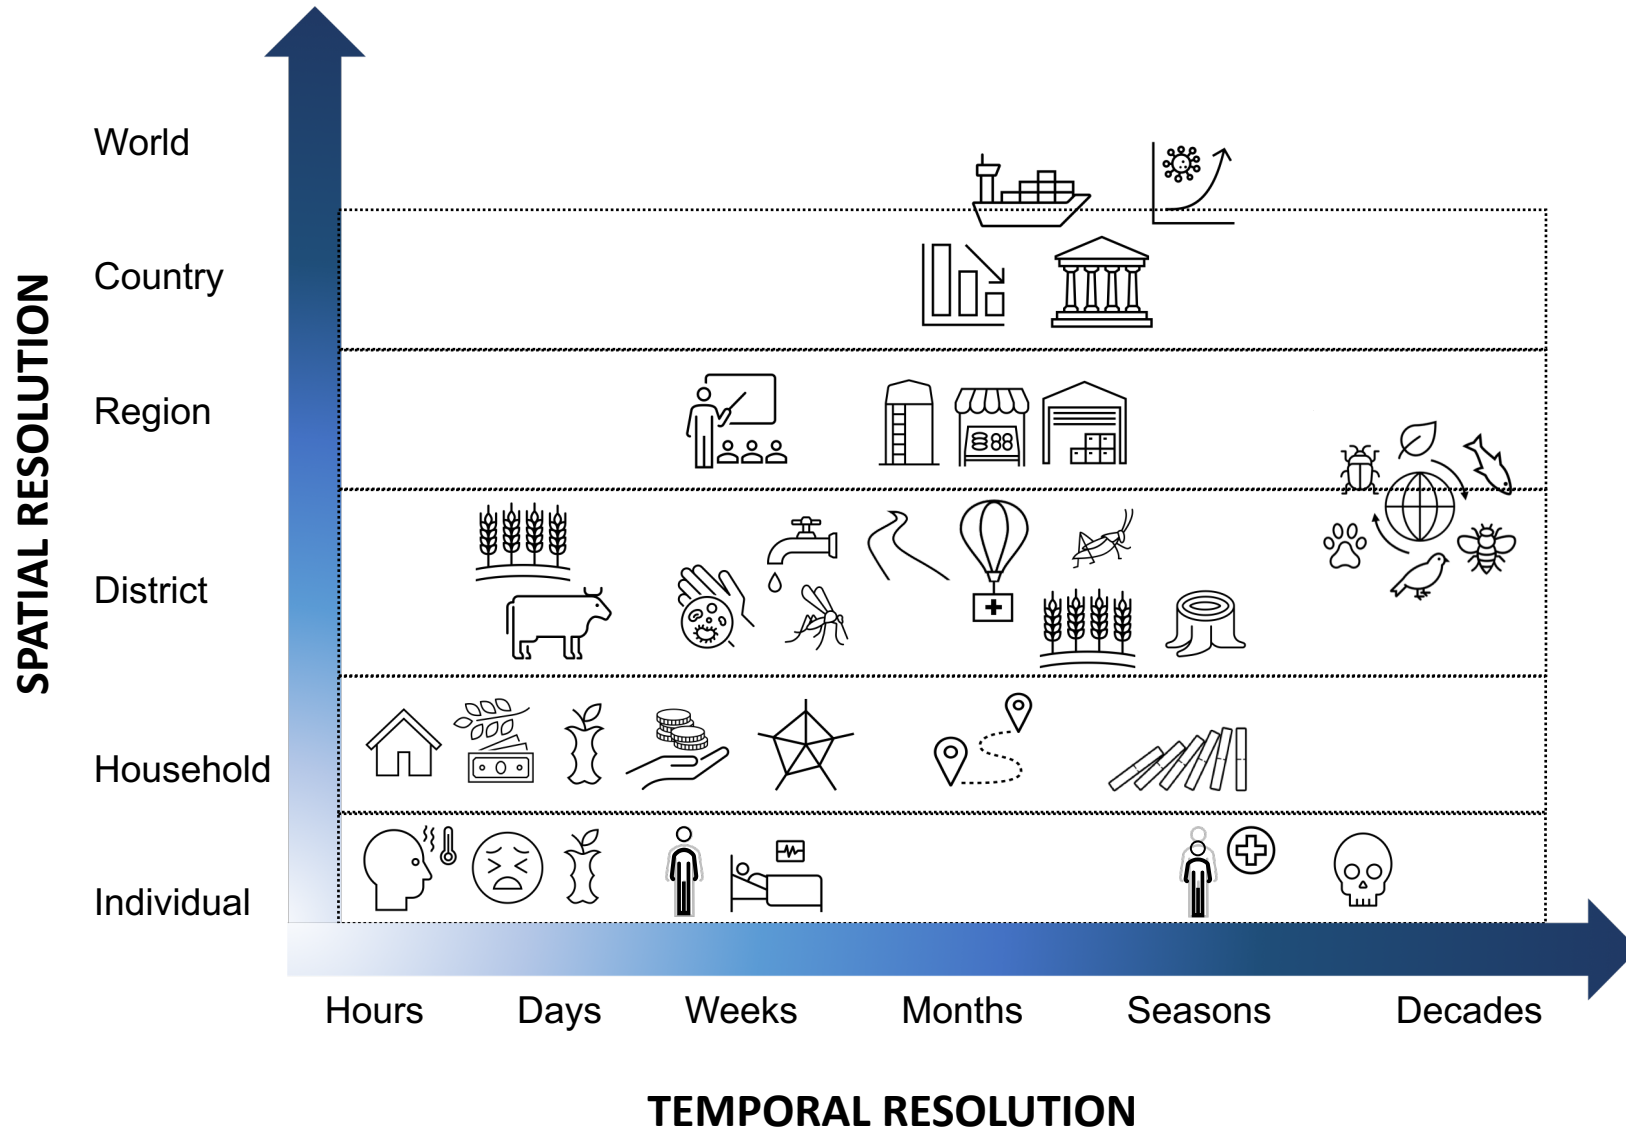 World
Country
Region
District
Household
Individual
SPATIAL RESOLUTION
Hours
Days
Weeks
Months
Seasons
Decades
TEMPORAL RESOLUTION